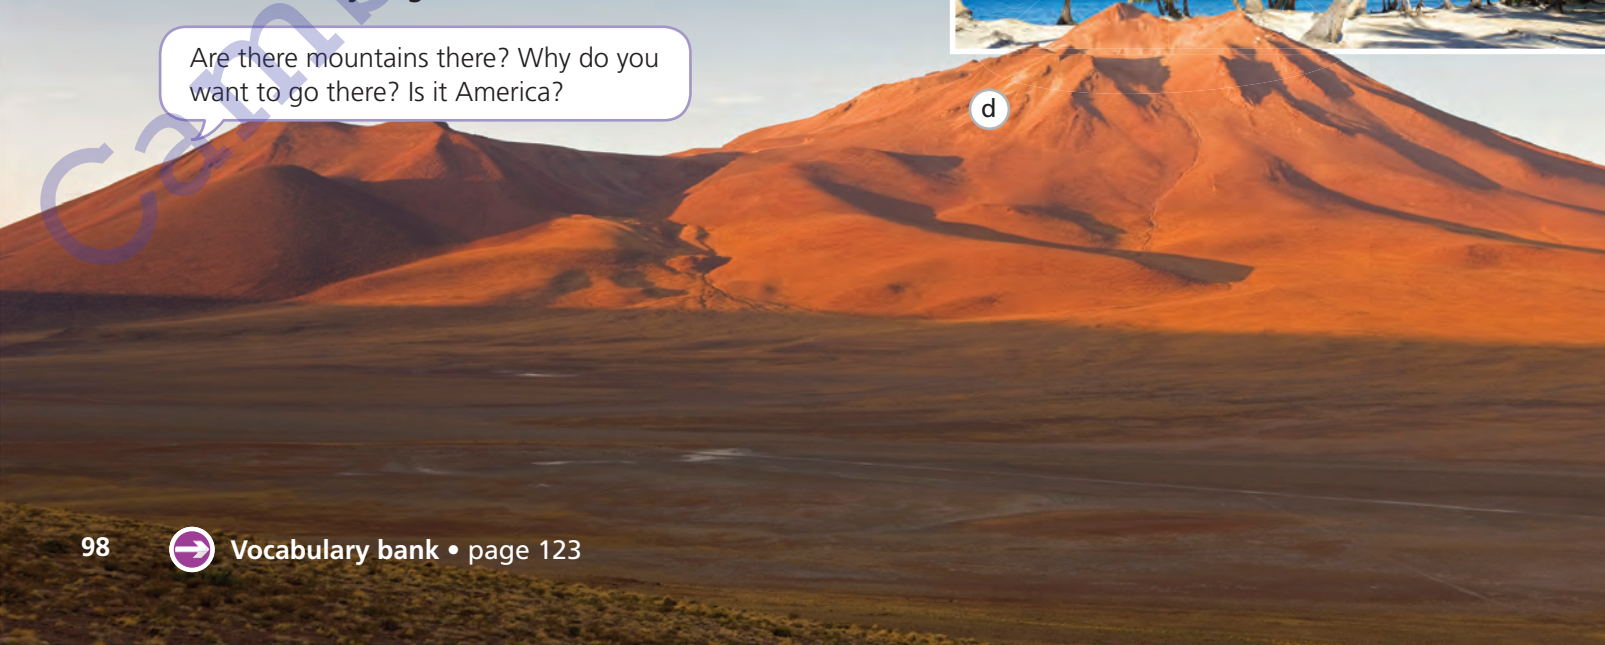 Are there mountains there? Why do you
want to go there? Is it America?
d
98
Vocabulary bank • page 123